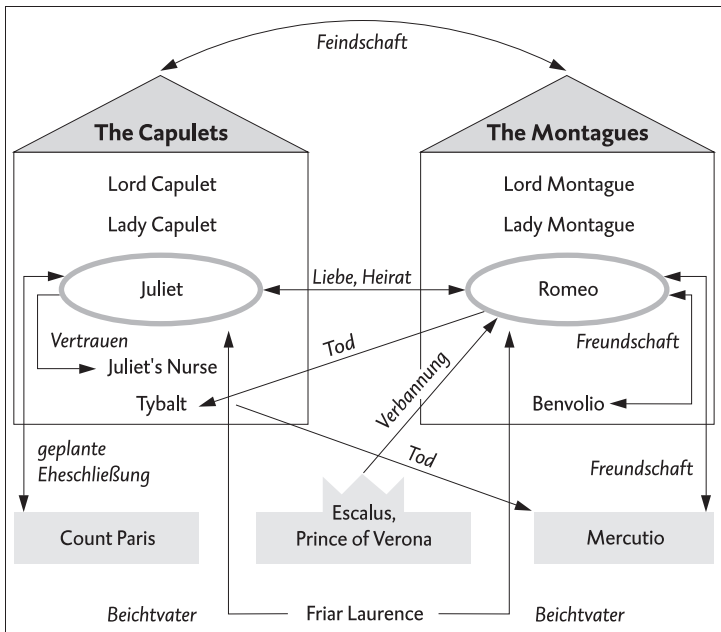 Feindschaft
The Capulets
The Montagues
Lord Capulet
Lord Montague
Lady Capulet
Lady Montague
Juliet
Liebe, Heirat
Romeo
Vertrauen
Tod
Freundschaft
Juliet's Nurse
Verbannung
Tybalt
Benvolio
geplante
Eheschließung
Tod
Freundschaft
Count Paris
Escalus,
Prince of Verona
Mercutio
Beichtvater
Friar Laurence
Beichtvater